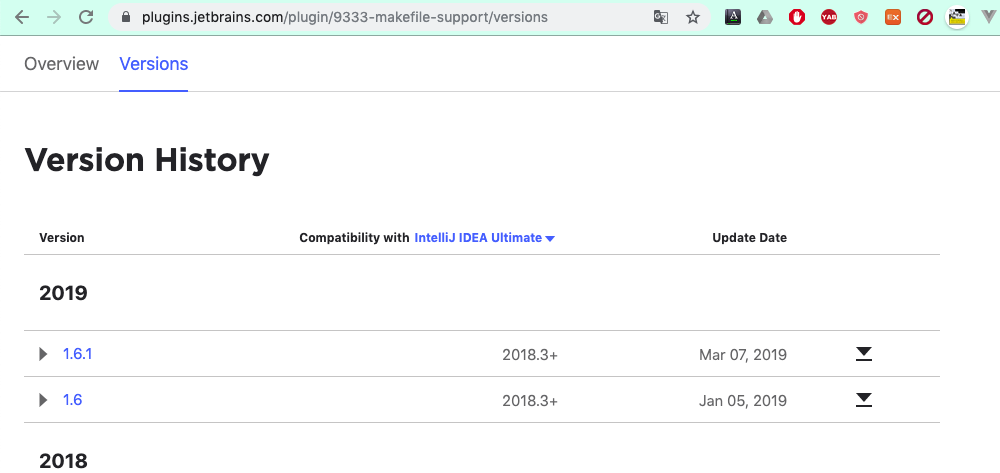 plugins.jetbrains.com/plugin/9333-makefile-support/versions
A
YAB
EX
Overview Versions
Version History
Version Compatibility with IntelliJ IDEA Ultimate Update Date
2019
1.6.1 2018.3+ Mar 07, 2019
1.6 2018.3+ Jan 05, 2019
2018